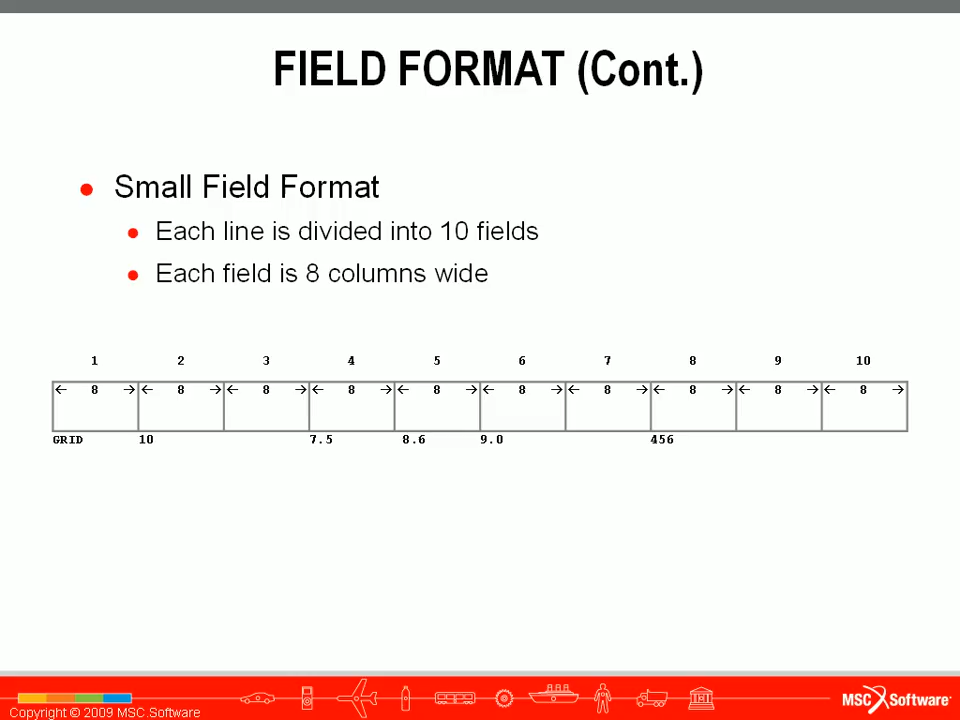 FIELD FORMAT (Cont.)
Small Field Format
Each line is divided into 10 fields
Each field is 8 columns wide
1 2 3 4 5 6 7 8 9 10
← 8 → ← 8 → ← 8 → ← 8 → ← 8 → ← 8 → ← 8 → ← 8 → ← 8 → ← 8 →
GRID 10 7.5 8.6 9.0 456
Copyright © 2009 MSC.Software
MSC Software